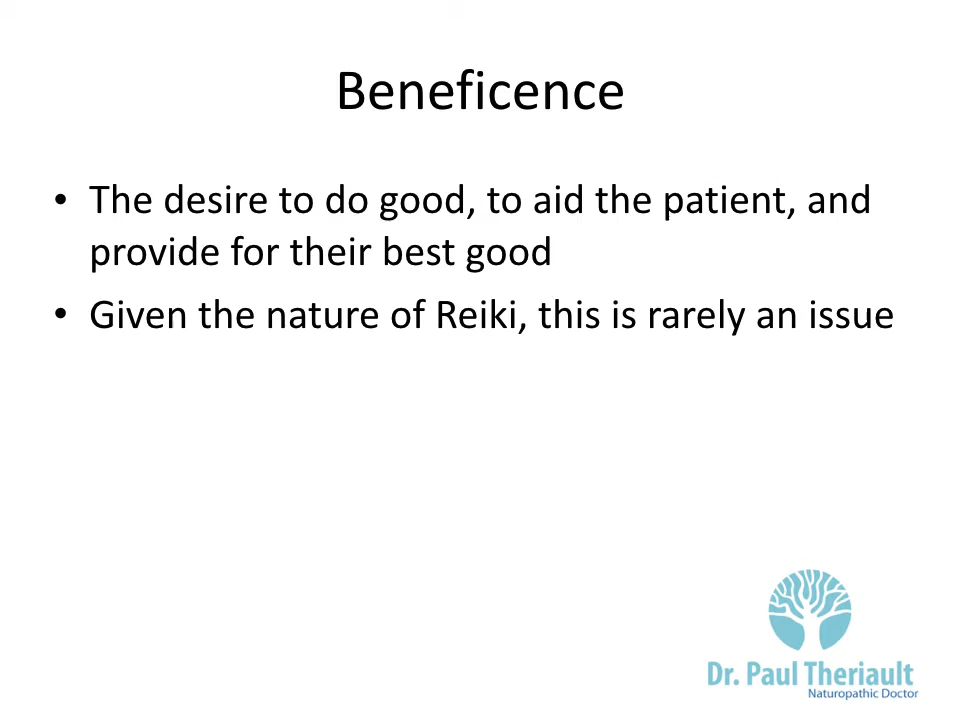 Beneficence
• The desire to do good, to aid the patient, and
provide for their best good
• Given the nature of Reiki, this is rarely an issue
Dr. Paul Theriault
Naturopathic Doctor